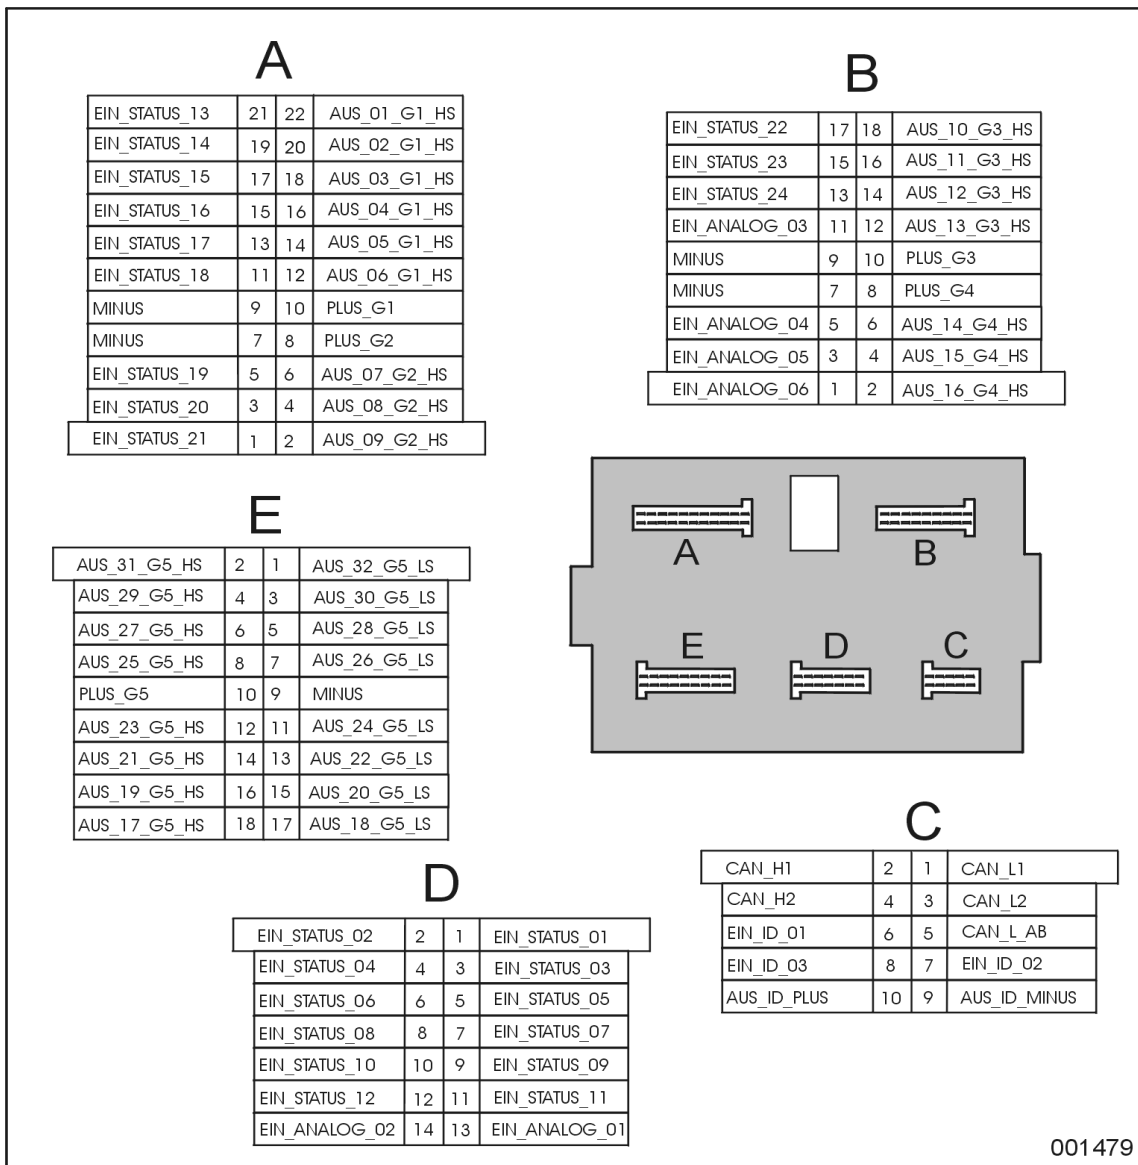 A
EIN_STATUS_13 21 22 AUS_01_G1_HS
EIN_STATUS_14 19 20 AUS_02_G1_HS
EIN_STATUS_15 17 18 AUS_03_G1_HS
EIN_STATUS_16 15 16 AUS_04_G1_HS
EIN_STATUS_17 13 14 AUS_05_G1_HS
EIN_STATUS_18 11 12 AUS_06_G1_HS
MINUS 9 10 PLUS_G1
MINUS 7 8 PLUS_G2
EIN_STATUS_19 5 6 AUS_07_G2_HS
EIN_STATUS_20 3 4 AUS_08_G2_HS
EIN_STATUS_21 1 2 AUS_09_G2_HS
B
EIN_STATUS_22 17 18 AUS_10_G3_HS
EIN_STATUS_23 15 16 AUS_11_G3_HS
EIN_STATUS_24 13 14 AUS_12_G3_HS
EIN_ANALOG_03 11 12 AUS_13_G3_HS
MINUS 9 10 PLUS_G3
MINUS 7 8 PLUS_G4
EIN_ANALOG_04 5 6 AUS_14_G4_HS
EIN_ANALOG_05 3 4 AUS_15_G4_HS
EIN_ANALOG_06 1 2 AUS_16_G4_HS
A B
E D C
E
AUS_31_G5_HS 2 1 AUS_32_G5_LS
AUS_29_G5_HS 4 3 AUS_30_G5_LS
AUS_27_G5_HS 6 5 AUS_28_G5_LS
AUS_25_G5_HS 8 7 AUS_26_G5_LS
PLUS_G5 10 9 MINUS
AUS_23_G5_HS 12 11 AUS_24_G5_LS
AUS_21_G5_HS 14 13 AUS_22_G5_LS
AUS_19_G5_HS 16 15 AUS_20_G5_LS
AUS_17_G5_HS 18 17 AUS_18_G5_LS
C
CAN_H1 2 1 CAN_L1
CAN_H2 4 3 CAN_L2
EIN_ID_01 6 5 CAN_L_AB
EIN_ID_03 8 7 EIN_ID_02
AUS_ID_PLUS 10 9 AUS_ID_MINUS
D
EIN_STATUS_02 2 1 EIN_STATUS_01
EIN_STATUS_04 4 3 EIN_STATUS_03
EIN_STATUS_06 6 5 EIN_STATUS_05
EIN_STATUS_08 8 7 EIN_STATUS_07
EIN_STATUS_10 10 9 EIN_STATUS_09
EIN_STATUS_12 12 11 EIN_STATUS_11
EIN_ANALOG_02 14 13 EIN_ANALOG_01
001479